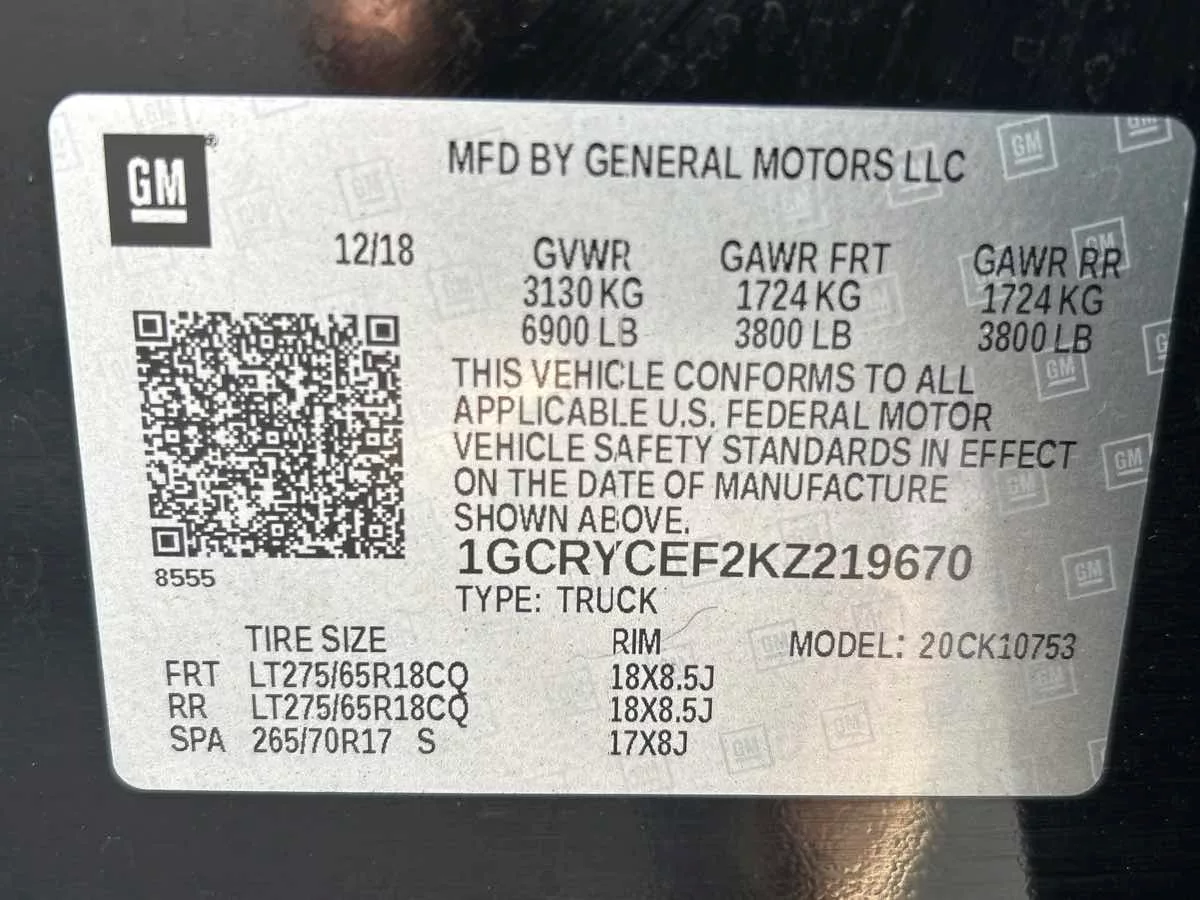 GM
MFD BY GENERAL MOTORS LLC
12/18 GVWR GAWR FRT GAWR RR
3130 KG 1724 KG 1724 KG
6900 LB 3800 LB 3800 LB
THIS VEHICLE CONFORMS TO ALL
APPLICABLE U.S. FEDERAL MOTOR
VEHICLE SAFETY STANDARDS IN EFFECT
ON THE DATE OF MANUFACTURE
SHOWN ABOVE.
1GCRYCEF2KZ219670
8555
TYPE: TRUCK
TIRE SIZE RIM MODEL: 20CK10753
FRT LT275/65R18CQ 18X8.5J
RR LT275/65R18CQ 18X8.5J
SPA 265/70R17 S 17X8J